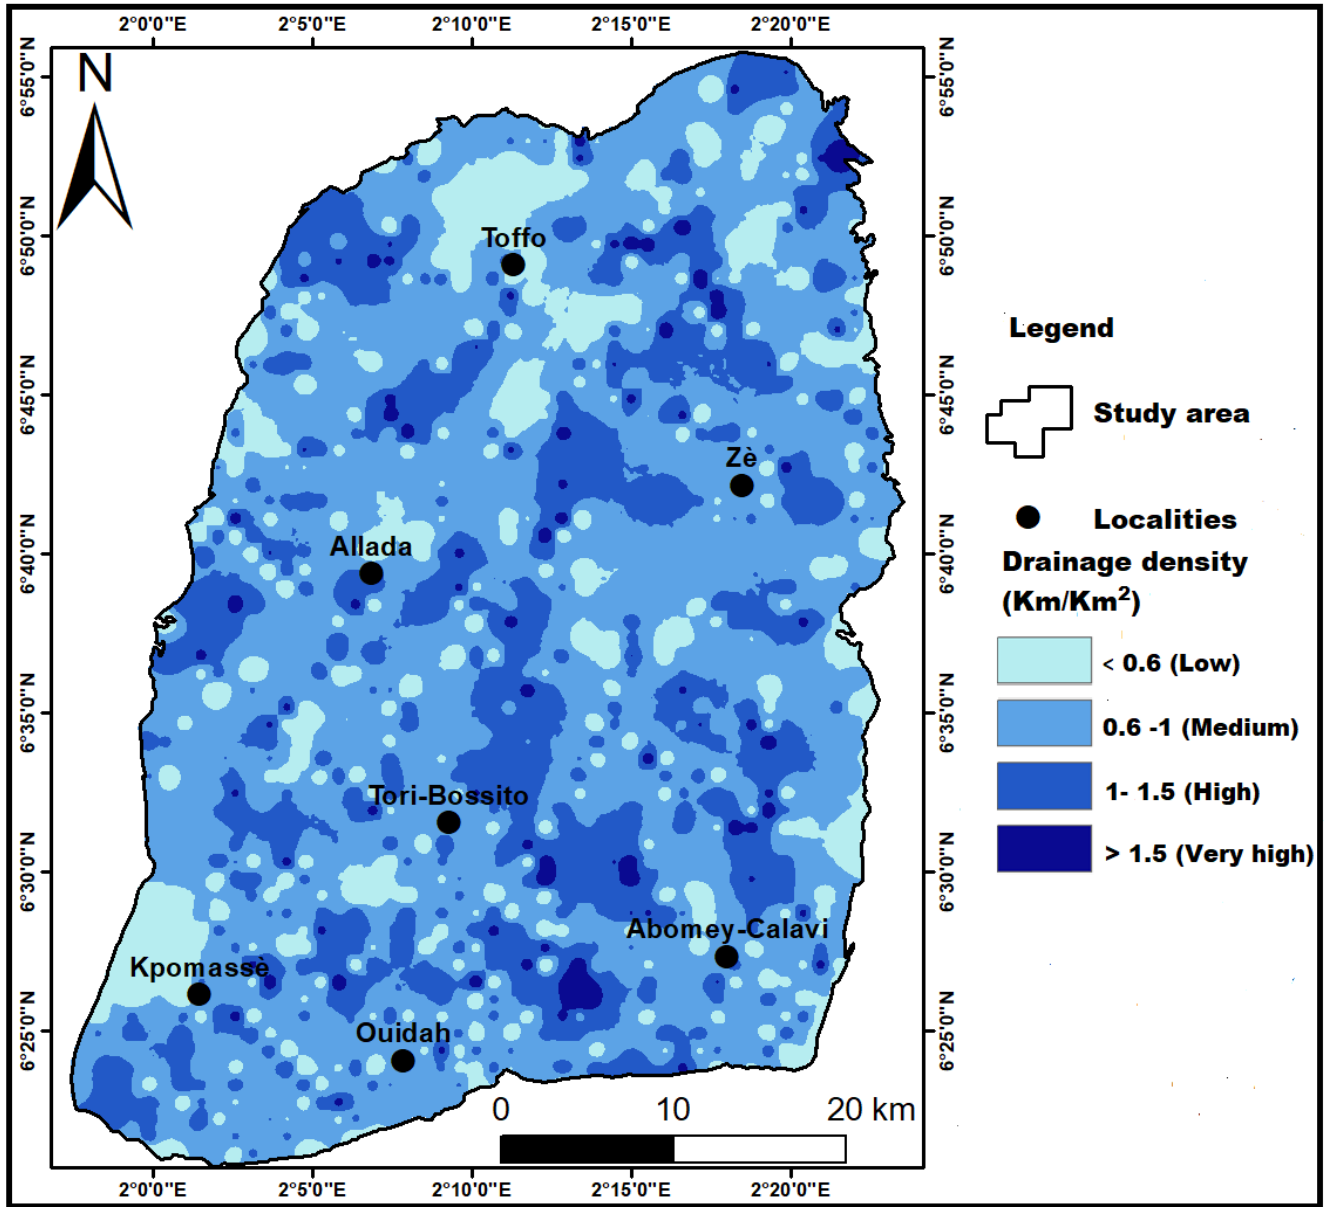 2°0'0"E 2°5'0"E 2°10'0"E 2°15'0"E 2°20'0"E
N
6°55'0"N 6°55'0"N
6°50'0"N 6°50'0"N
Toffo
Legend
6°45'0"N 6°45'0"N
Study area
Zè
Localities
6°40'0"N 6°40'0"N
Allada
Drainage density
(Km/Km²)
< 0.6 (Low)
6°35'0"N 6°35'0"N
0.6 -1 (Medium)
Tori-Bossito
1- 1.5 (High)
6°30'0"N 6°30'0"N
> 1.5 (Very high)
Abomey-Calavi
Kpomassè
6°25'0"N 6°25'0"N
Ouidah
0 10 20 km
2°0'0"E 2°5'0"E 2°10'0"E 2°15'0"E 2°20'0"E